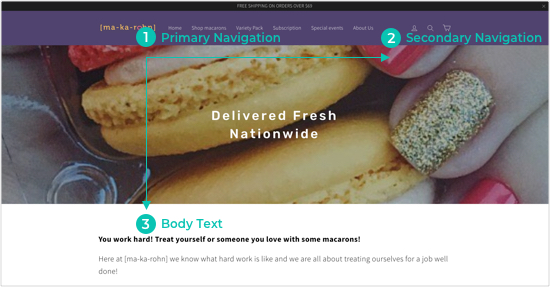 FREE SHIPPING ON ORDERS OVER $60
[ma-ka-rohn] Home Shop macarons Variety Pack Subscription Special events About Us
1 Primary Navigation 2 Secondary Navigation
Delivered Fresh
Nationwide
3 Body Text
You work hard! Treat yourself or someone you love with some macarons!
Here at [ma-ka-rohn] we know what hard work is like and we are all about treating ourselves for a job well
done!